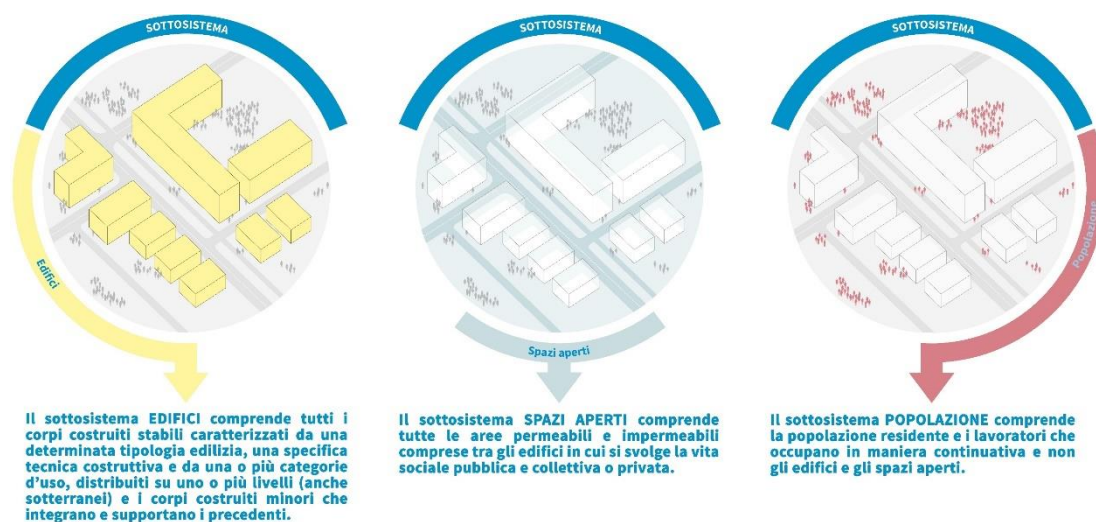 SOTTOSISTEMA
Edifici
Il sottosistema EDIFICI comprende tutti i
corpi costruiti stabili caratterizzati da una
determinata tipologia edilizia, una specifica
tecnica costruttiva e da una o più categorie
d'uso, distribuiti su uno o più livelli (anche
sotterranei) e i corpi costruiti minori che
integrano e supportano i precedenti.
SOTTOSISTEMA
Spazi aperti
Il sottosistema SPAZI APERTI comprende
tutte le aree permeabili e impermeabili
comprese tra gli edifici in cui si svolge la vita
sociale pubblica e collettiva o privata.
SOTTOSISTEMA
Popolazione
Il sottosistema POPOLAZIONE comprende
la popolazione residente e i lavoratori che
occupano in maniera continuativa e non
gli edifici e gli spazi aperti.